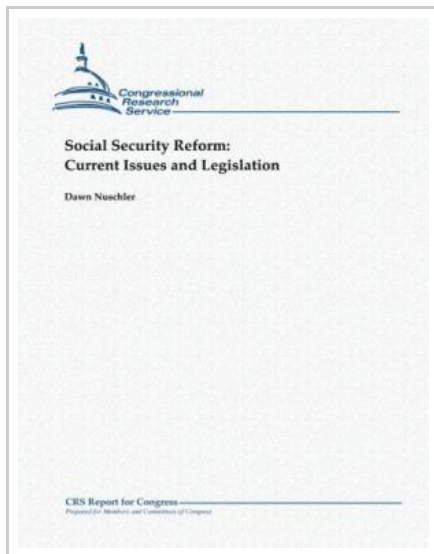 Congressional
Research
Service
Social Security Reform:
Current Issues and Legislation
Dawn Nuschler
CRS Report for Congress
Prepared for Members and Committees of Congress